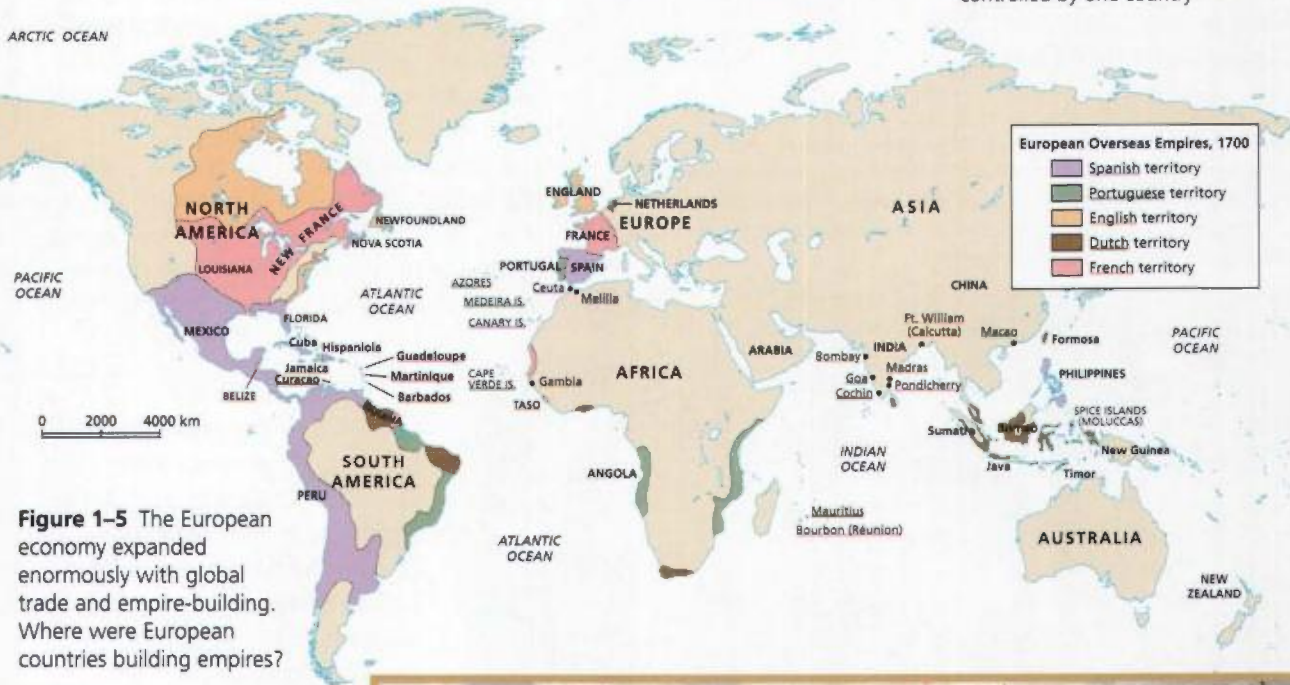 controlled by one country
ARCTIC OCEAN
European Overseas Empires, 1700
Spanish territory
Portuguese territory
English territory
Dutch territory
French territory
ENGLAND
NETHERLANDS
EUROPE
ASIA
NORTH
AMERICA
NEW FRANCE
NEWFOUNDLAND
NOVA SCOTIA
LOUISIANA
FRANCE
PORTUGAL
SPAIN
PACIFIC
OCEAN
ATLANTIC
OCEAN
AZORES
MEDEIRA IS.
CANARY IS.
Ceuta
Melilla
CHINA
MEXICO
FLORIDA
Cuba
Hispaniola
Jamaica
Curacao
BELIZE
Guadeloupe
Martinique
Barbados
CAPE
VERDE IS.
Gambia
TASO
AFRICA
ARABIA
Bombay
INDIA
Ft. William
(Calcutta)
Macao
Formosa
PACIFIC
OCEAN
Goa
Madras
Pondicherry
Cochin
PHILIPPINES
0 2000 4000 km
SPICE ISLANDS
(MOLUCCAS)
Sumatra
New Guinea
Java
Timor
INDIAN
OCEAN
SOUTH
AMERICA
PERU
ANGOLA
Mauritius
Bourbon (Réunion)
ATLANTIC
OCEAN
AUSTRALIA
NEW
ZEALAND
Figure 1–5 The European
economy expanded
enormously with global
trade and empire-building.
Where were European
countries building empires?